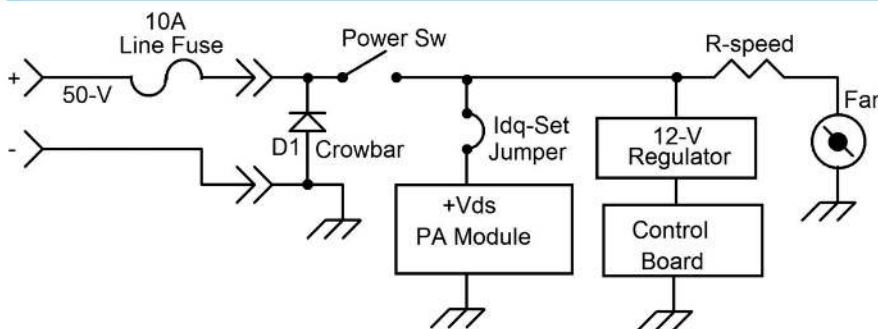 10A
Line Fuse
Power Sw
R-speed
+
50-V
Fan
Idq-Set
Jumper
12-V
Regulator
-
D1
Crowbar
+Vds
PA Module
Control
Board